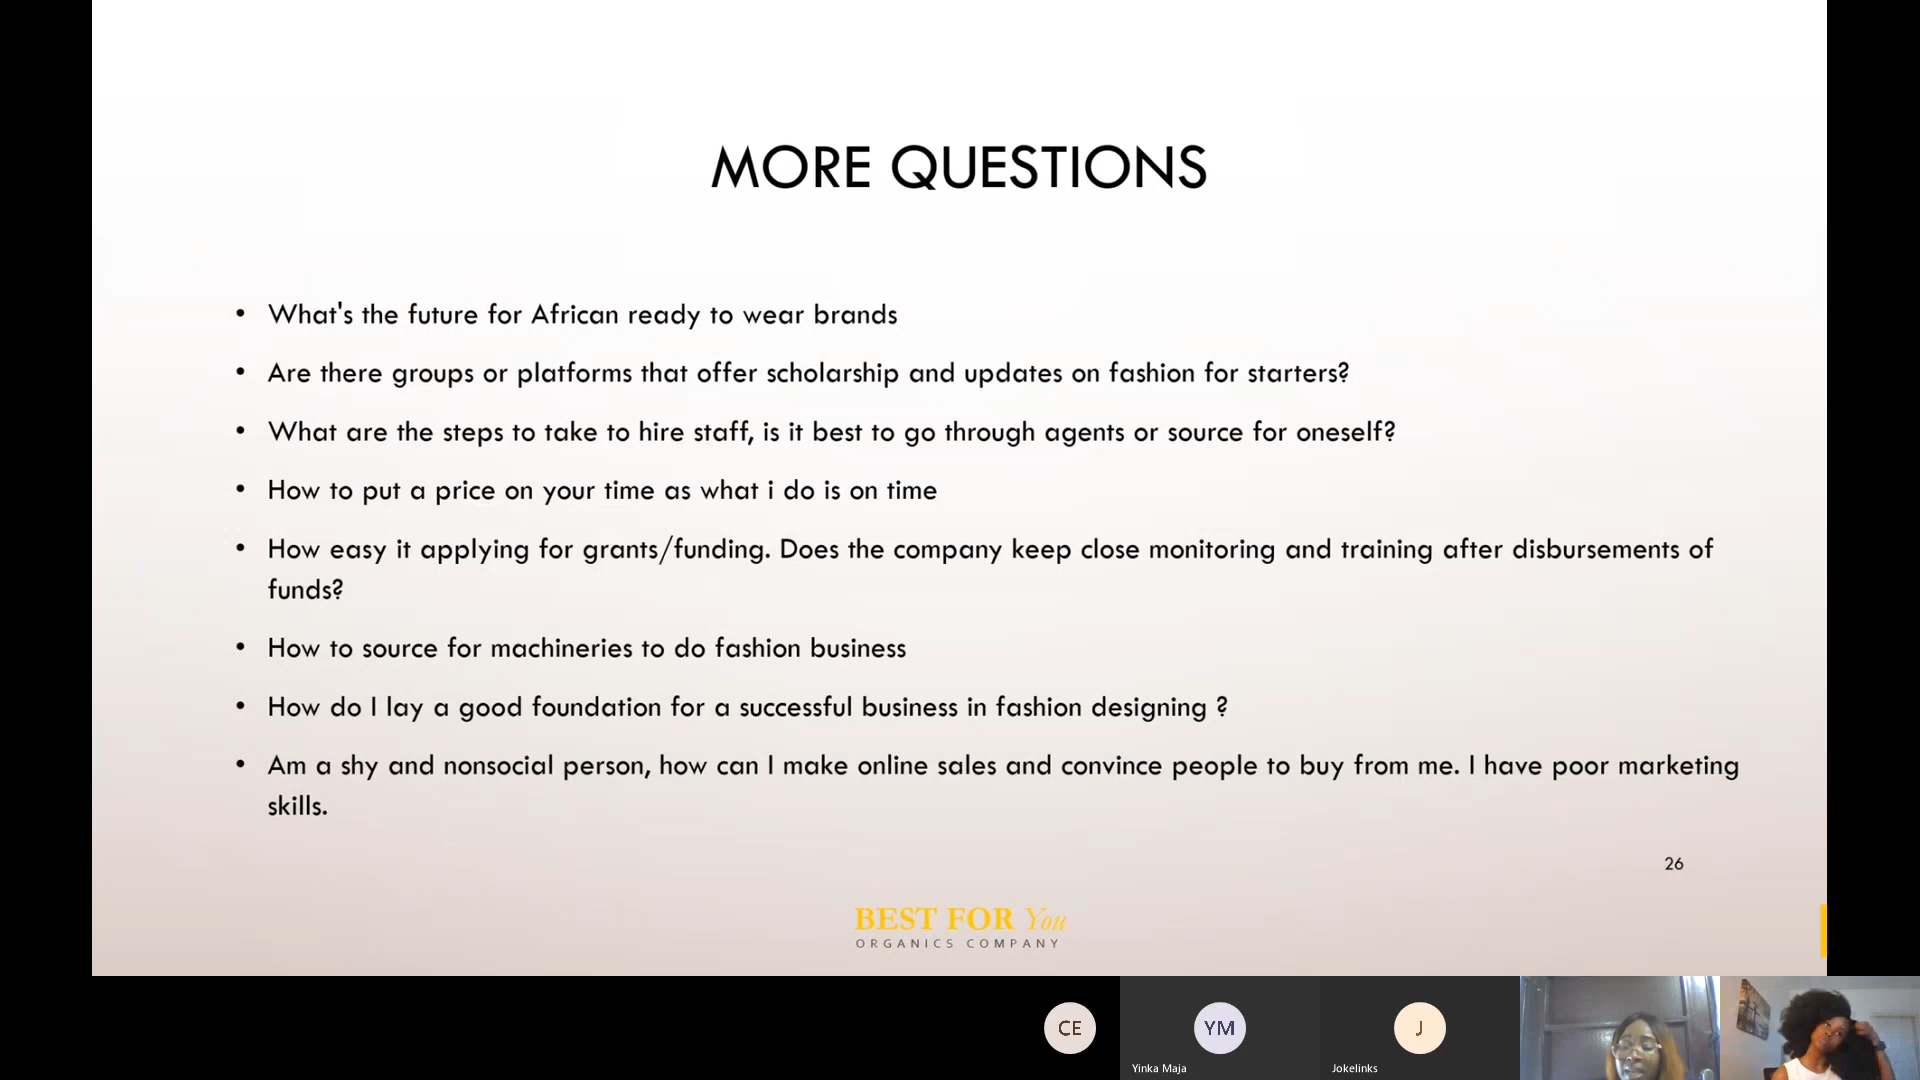 MORE QUESTIONS
• What's the future for African ready to wear brands
• Are there groups or platforms that offer scholarship and updates on fashion for starters?
• What are the steps to take to hire staff, is it best to go through agents or source for oneself?
• How to put a price on your time as what i do is on time
• How easy it applying for grants/funding. Does the company keep close monitoring and training after disbursements of
funds?
• How to source for machineries to do fashion business
• How do I lay a good foundation for a successful business in fashion designing ?
• Am a shy and nonsocial person, how can I make online sales and convince people to buy from me. I have poor marketing
skills.
26
BEST FOR You
ORGANICS COMPANY
CE
YM
J
Yinka Maja
Jokelinks